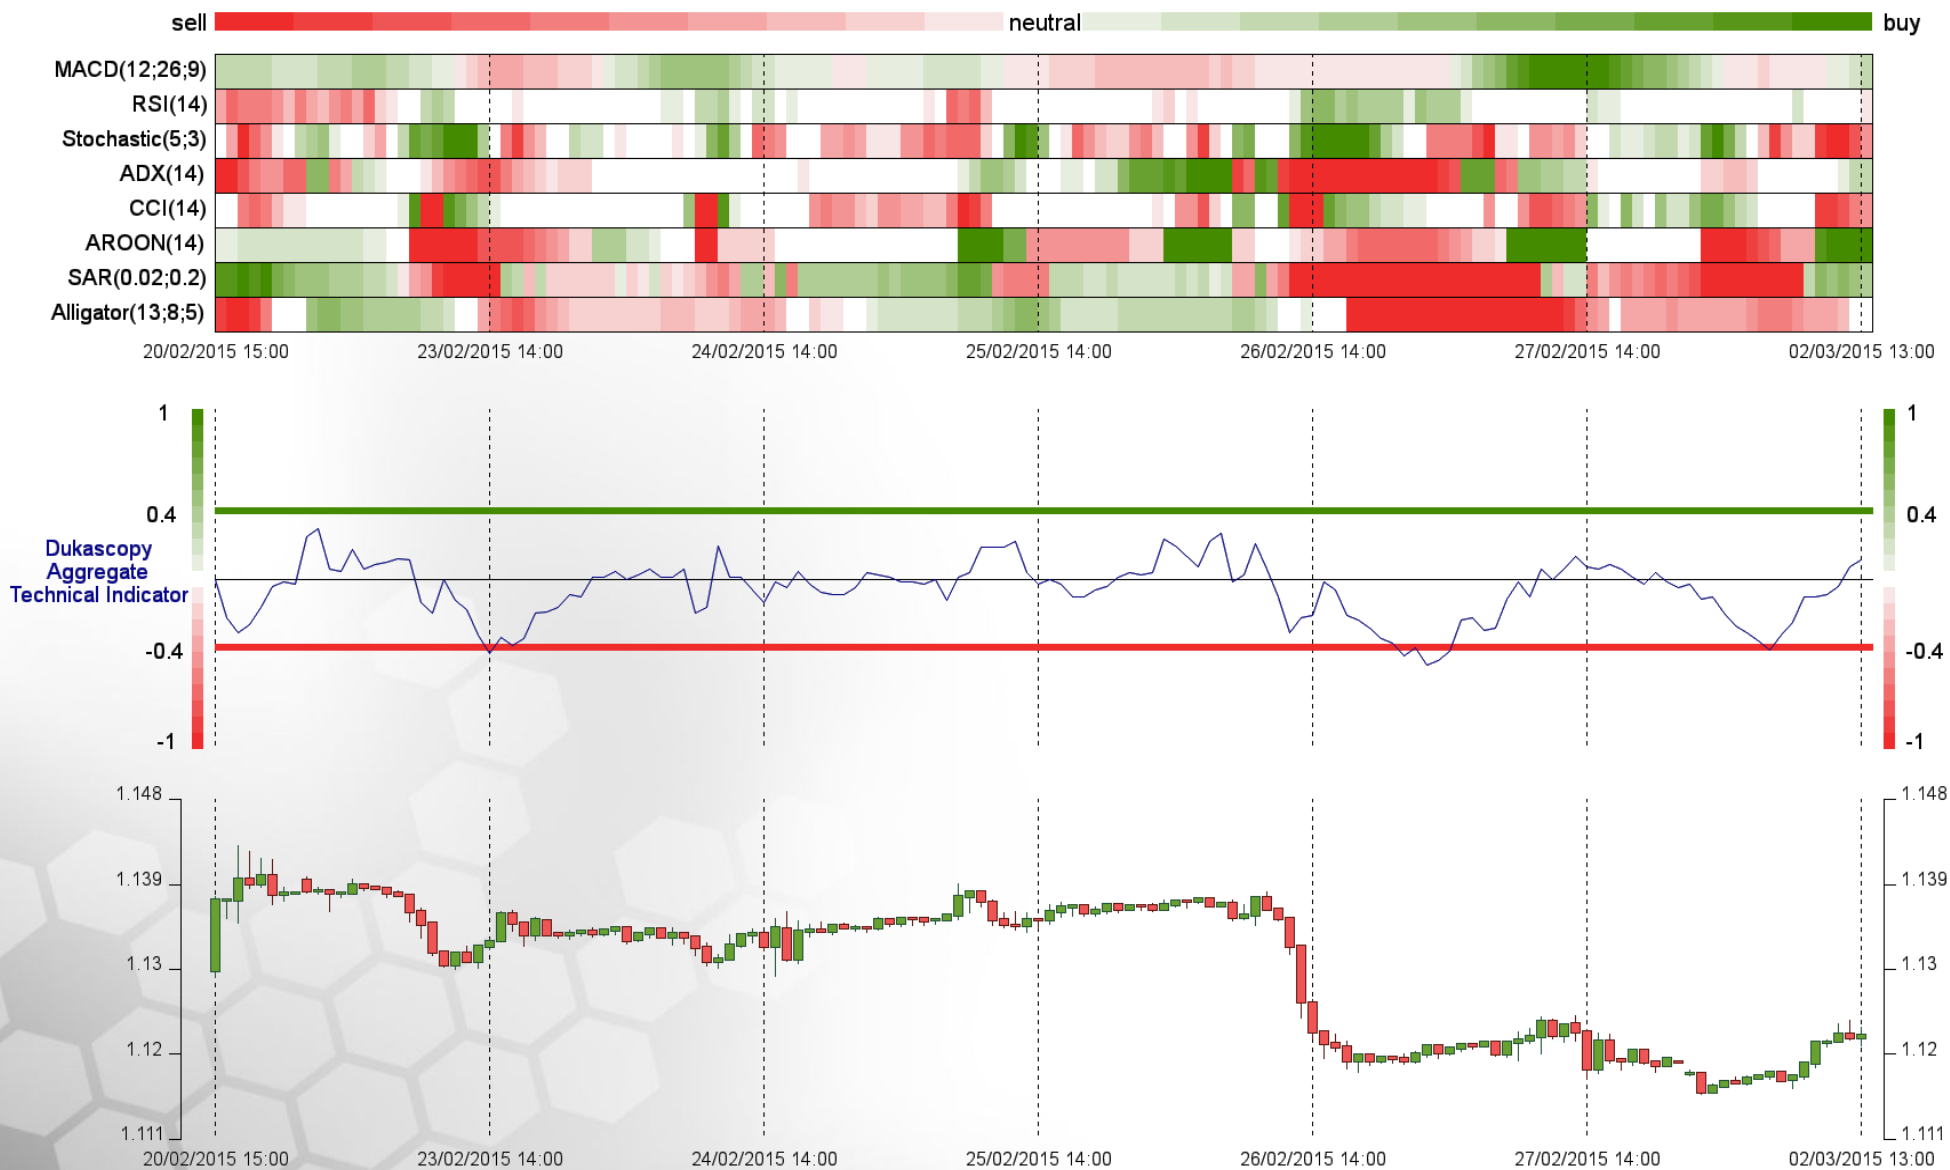 sell neutral buy
MACD(12;26;9)
RSI(14)
Stochastic(5;3)
ADX(14)
CCI(14)
AROON(14)
SAR(0.02;0.2)
Alligator(13;8;5)
20/02/2015 15:00 23/02/2015 14:00 24/02/2015 14:00 25/02/2015 14:00 26/02/2015 14:00 27/02/2015 14:00 02/03/2015 13:00
1 1
0.4 0.4
Dukascopy
Aggregate
Technical Indicator
-0.4 -0.4
-1 -1
1.148 1.148
1.139 1.139
1.13 1.13
1.12 1.12
1.111 1.111
20/02/2015 15:00 23/02/2015 14:00 24/02/2015 14:00 25/02/2015 14:00 26/02/2015 14:00 27/02/2015 14:00 02/03/2015 13:00